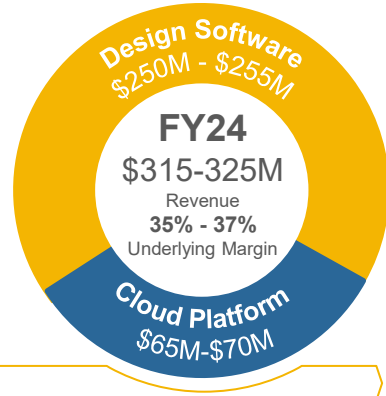 Design Software
$250M - $255M
FY24
$315-325M
Revenue
35% - 37%
Underlying Margin
Cloud Platform
$65M-$70M